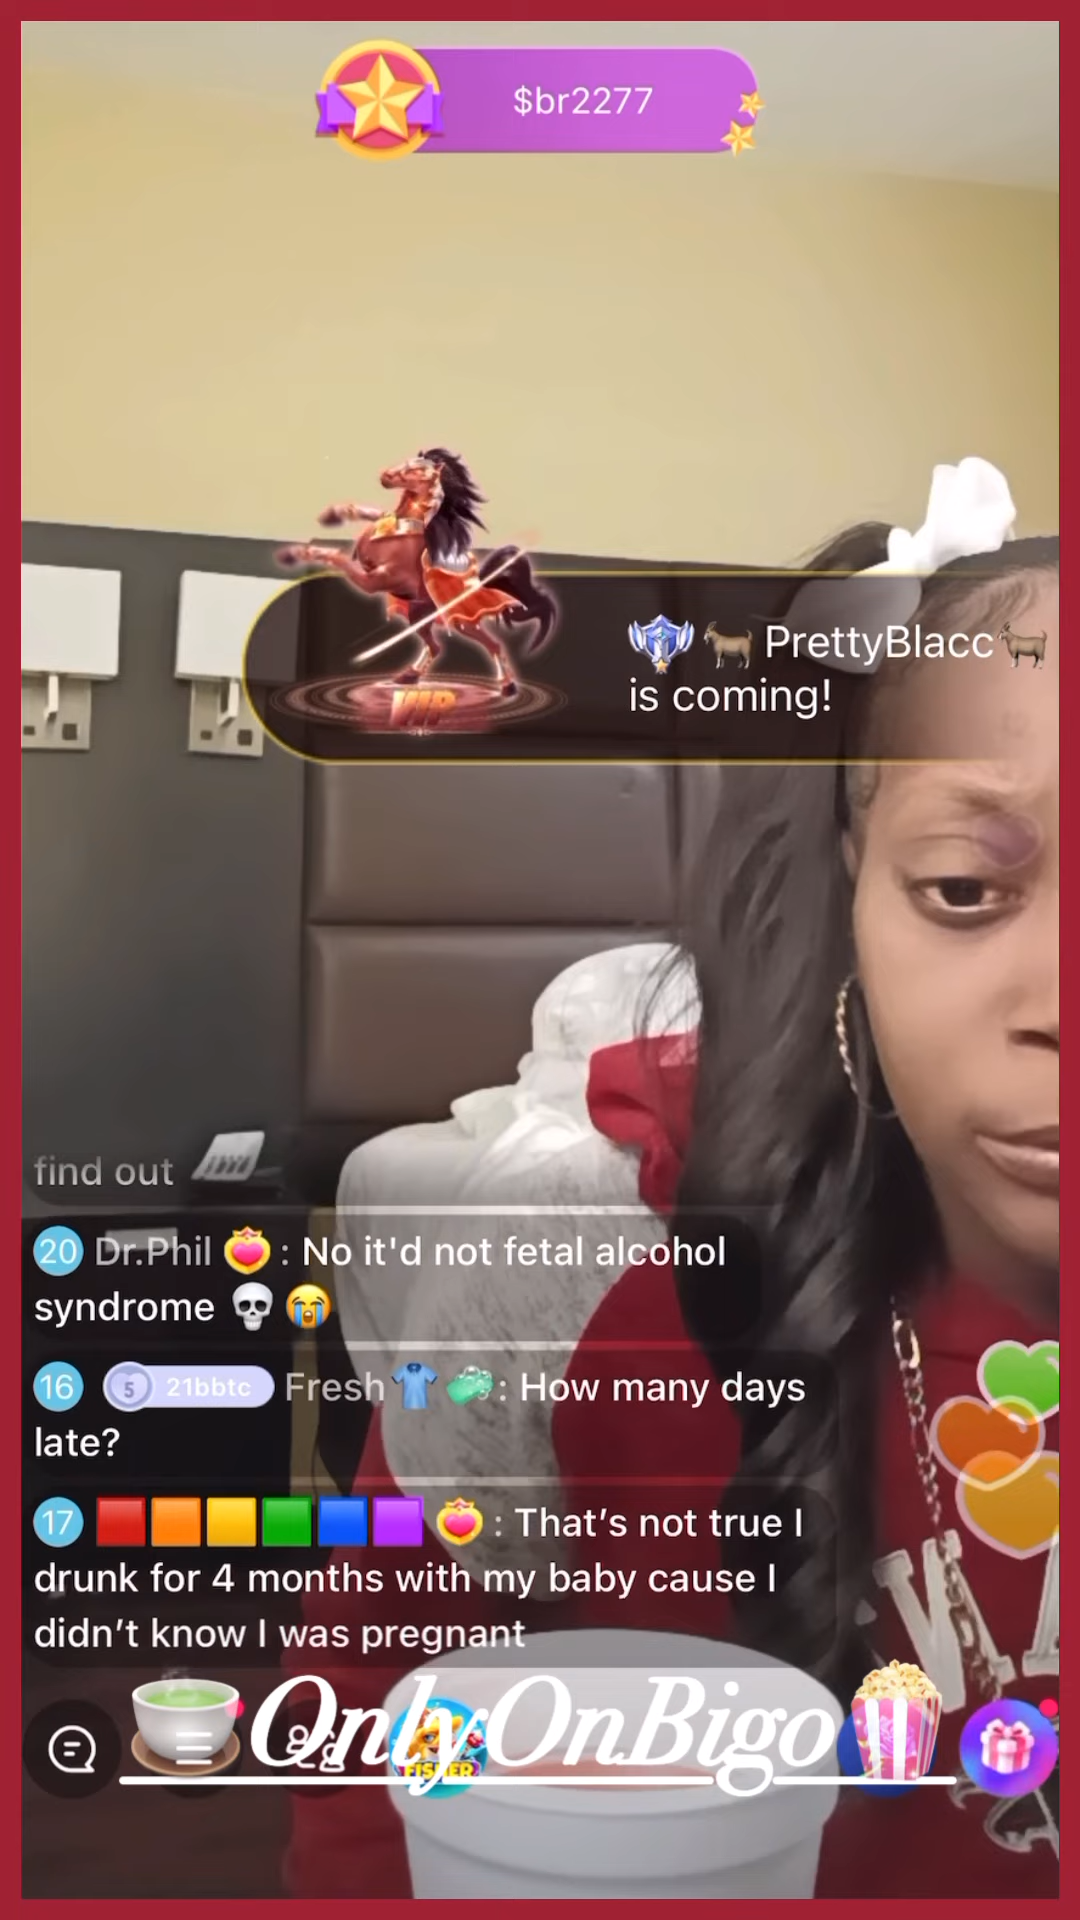 $br2277
PrettyBlacc
is coming!
VIP
find out
20 Dr.Phil : No it'd not fetal alcohol
syndrome 💀 😭
16 5 21bbtc Fresh👕 🧼: How many days
late?
17 🟥🟧🟨🟩🟦🟪 : That’s not true I
drunk for 4 months with my baby cause I
didn’t know I was pregnant
🍵OnlyOnBigo🍿
FISHER